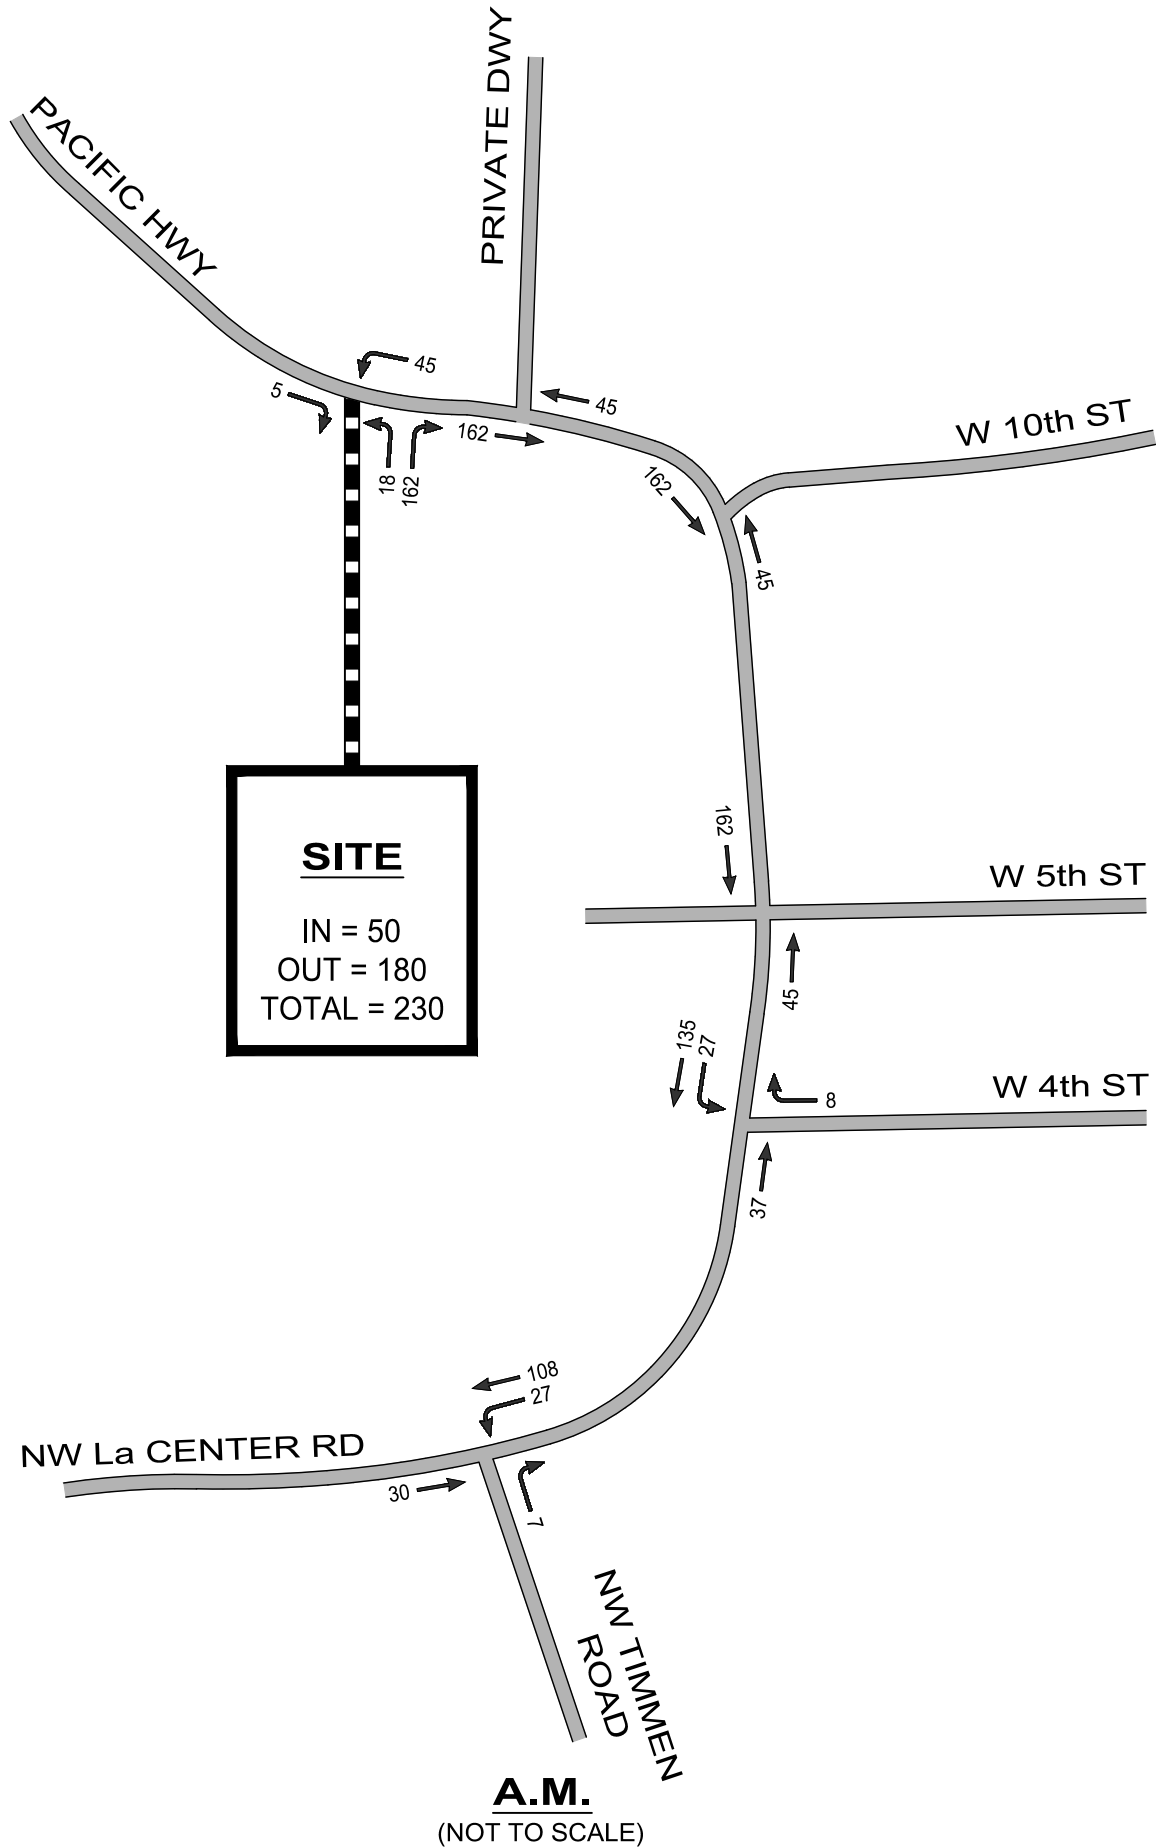 PRIVATE DWY
PACIFIC HWY
45
5
45
W 10th ST
162
162
18
162
45
162
SITE
W 5th ST
IN = 50
OUT = 180
TOTAL = 230
45
135
27
W 4th ST
8
37
108
27
NW La CENTER RD
30
7
NW TIMMEN
ROAD
A.M.
(NOT TO SCALE)